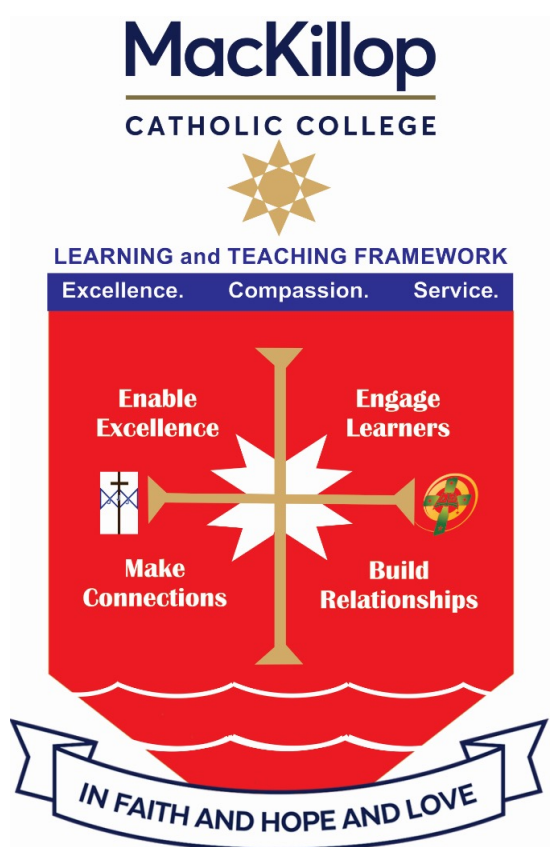 MacKillop
CATHOLIC COLLEGE
LEARNING and TEACHING FRAMEWORK
Excellence. Compassion. Service.
Enable
Excellence
Engage
Learners
Make
Connections
Build
Relationships
IN FAITH AND HOPE AND LOVE